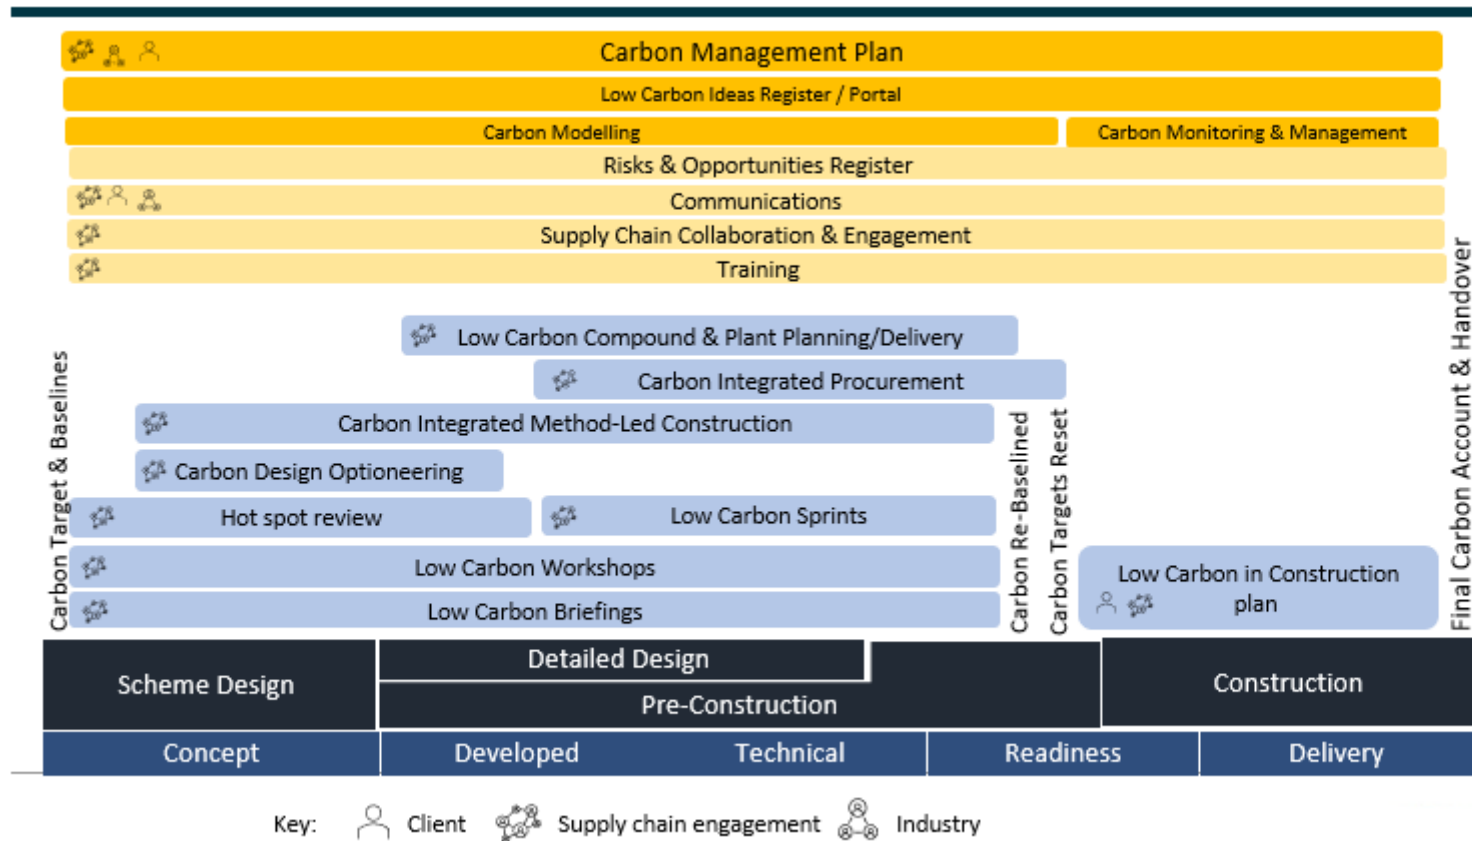 Carbon Management Plan
Low Carbon Ideas Register / Portal
Carbon Modelling
Carbon Monitoring & Management
Risks & Opportunities Register
Communications
Supply Chain Collaboration & Engagement
Training
Low Carbon Compound & Plant Planning/Delivery
Carbon Integrated Procurement
Carbon Integrated Method-Led Construction
Carbon Design Optioneering
Hot spot review
Low Carbon Sprints
Low Carbon Workshops
Low Carbon Briefings
Carbon Target & Baselines
Carbon Re-Baselined
Carbon Targets Reset
Low Carbon in Construction
plan
Final Carbon Account & Handover
Scheme Design
Detailed Design
Pre-Construction
Construction
Concept
Developed
Technical
Readiness
Delivery
Key:
Client
Supply chain engagement
Industry